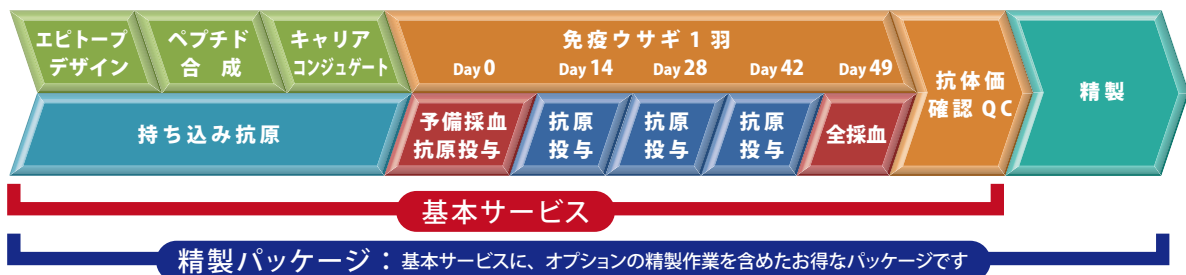 エピトープ
デザイン
ペプチド
合成
キャリア
コンジュゲート
免疫ウサギ1羽
Day 0
Day 14
Day 28
Day 42
Day 49
抗体価
確認 QC
精製
持ち込み抗原
予備採血
抗原投与
抗原
投与
抗原
投与
抗原
投与
全採血
基本サービス
精製パッケージ：基本サービスに、オプションの精製作業を含めたお得なパッケージです